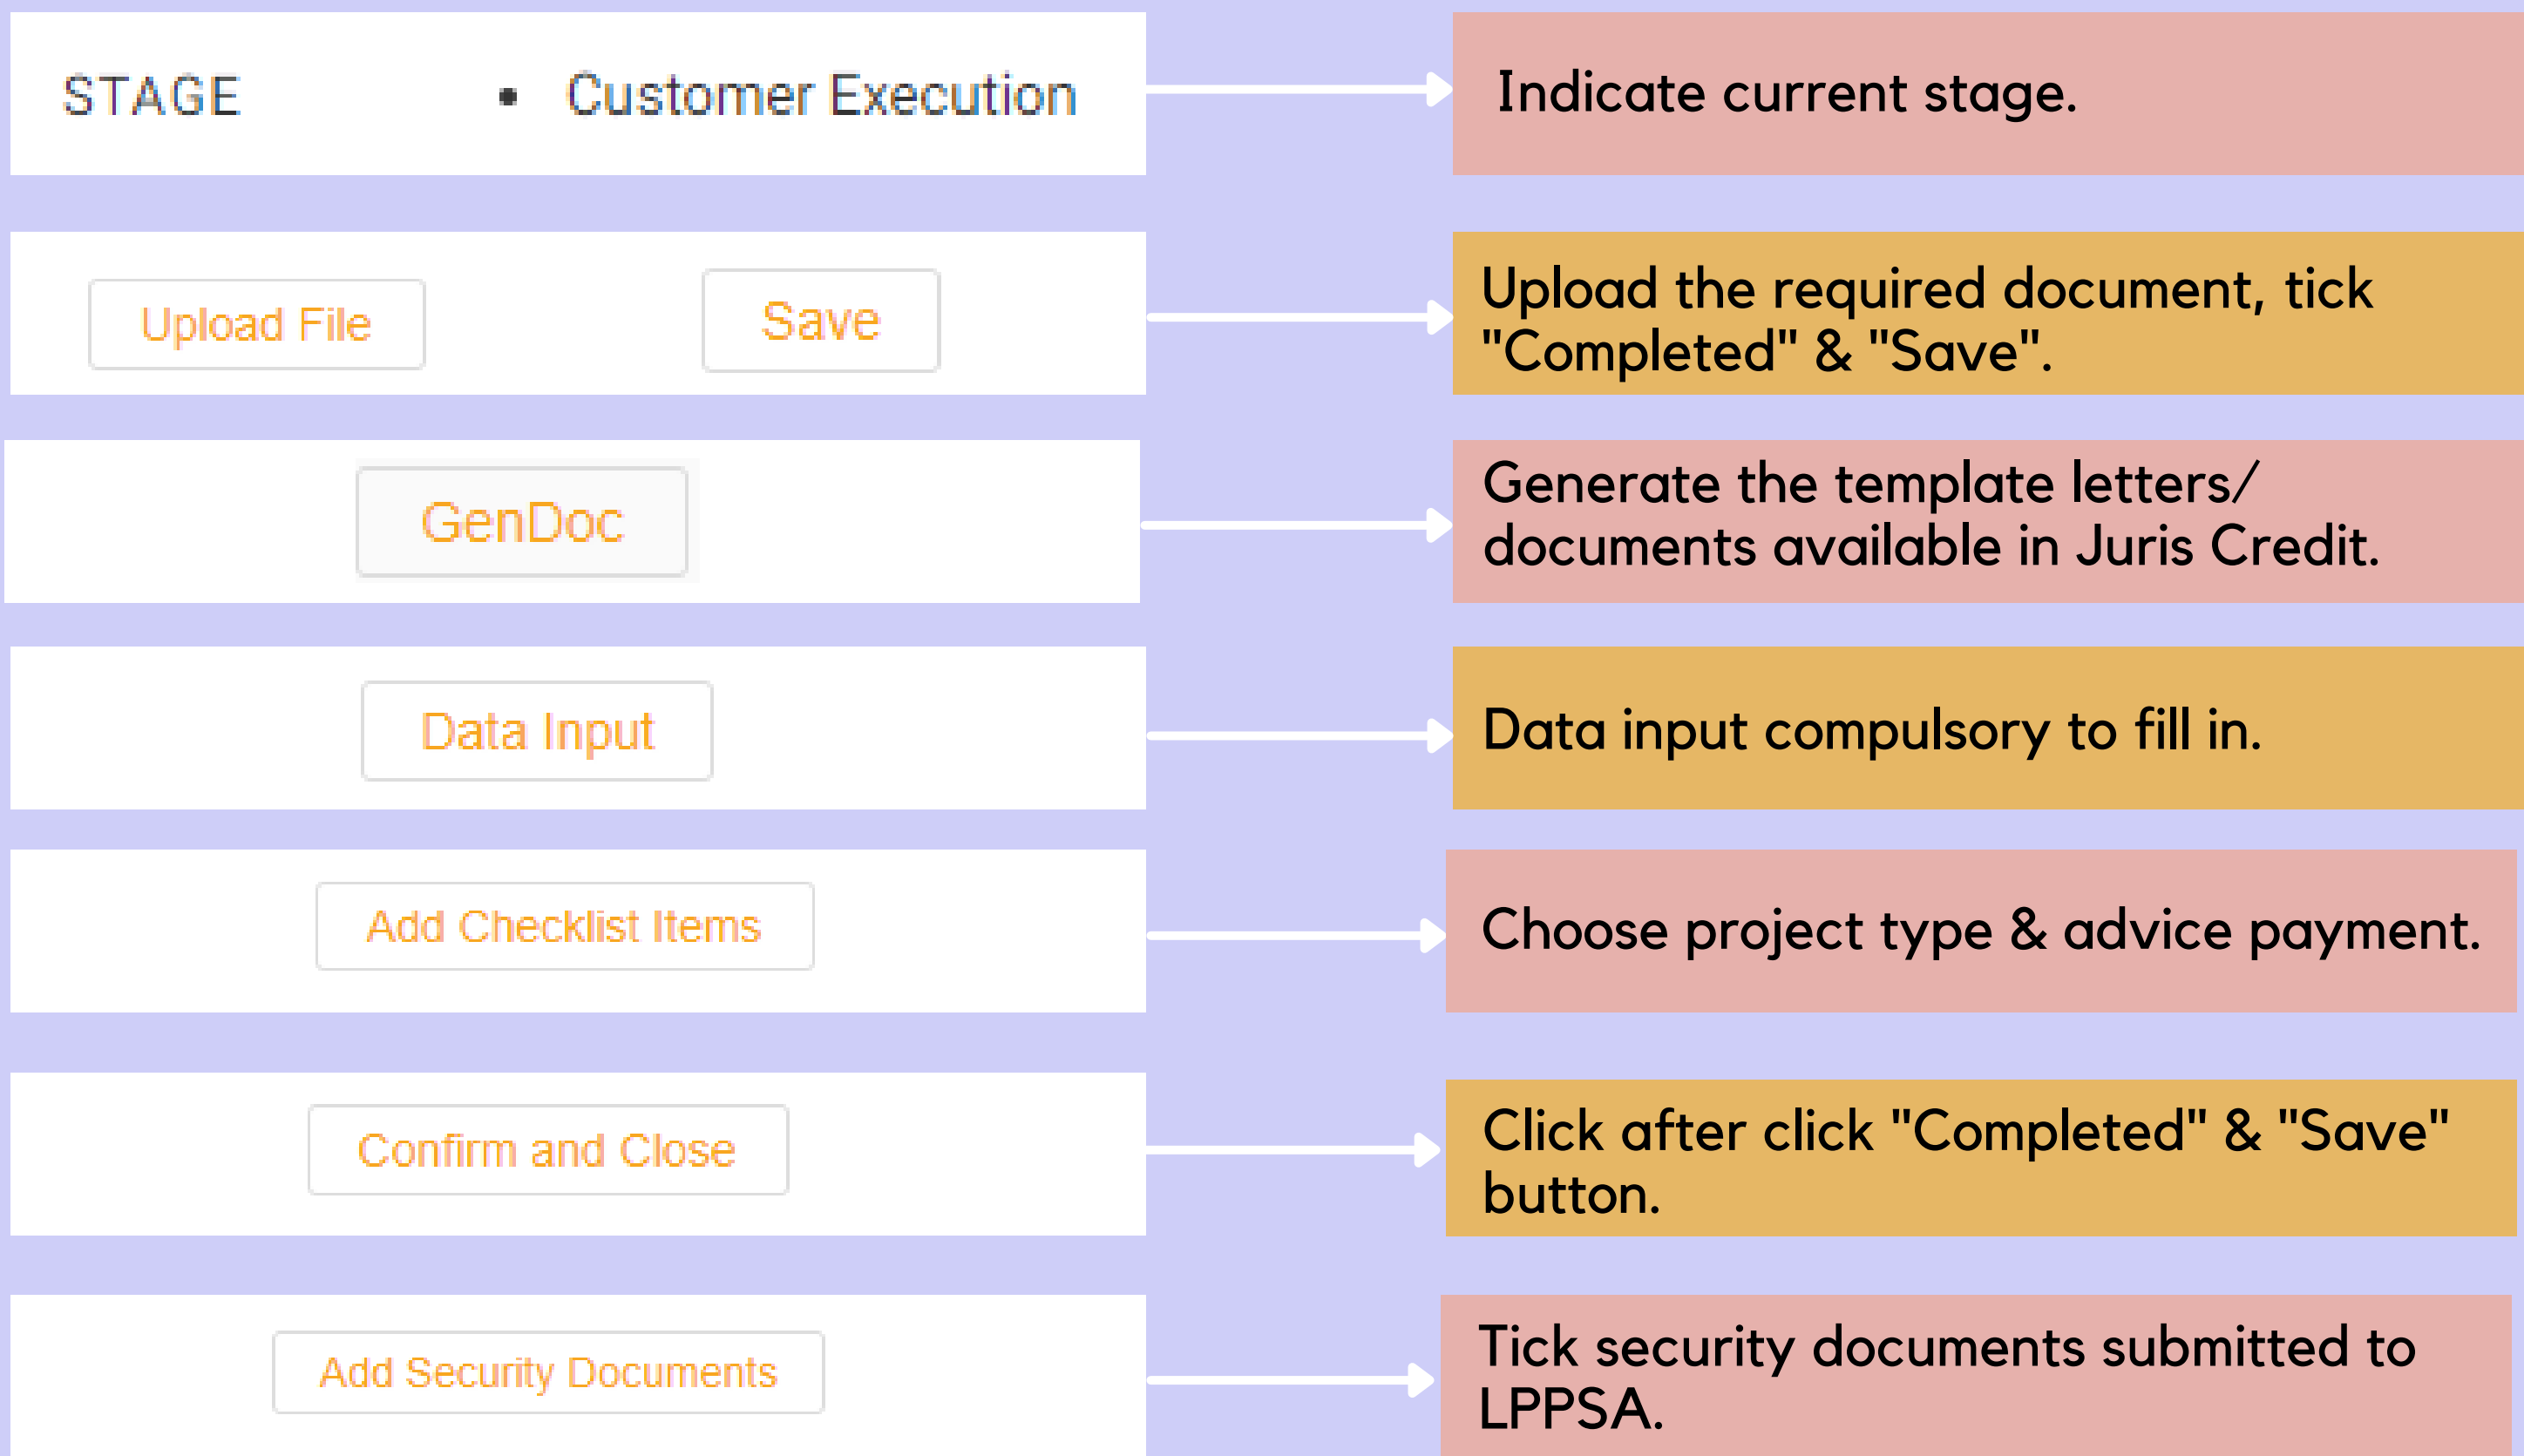 STAGE • Customer Execution
Indicate current stage.
Upload File Save
Upload the required document, tick
"Completed" & "Save".
GenDoc
Generate the template letters/
documents available in Juris Credit.
Data Input
Data input compulsory to fill in.
Add Checklist Items
Choose project type & advice payment.
Confirm and Close
Click after click "Completed" & "Save"
button.
Add Security Documents
Tick security documents submitted to
LPPSA.